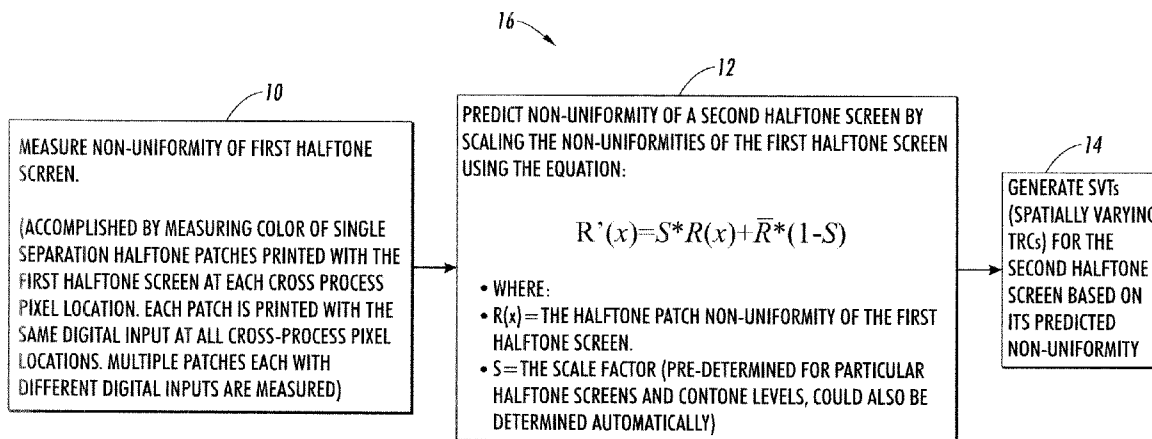 16
10
MEASURE NON-UNIFORMITY OF FIRST HALFTONE
SCRREN.
(ACCOMPLISHED BY MEASURING COLOR OF SINGLE
SEPARATION HALFTONE PATCHES PRINTED WITH THE
FIRST HALFTONE SCREEN AT EACH CROSS PROCESS
PIXEL LOCATION. EACH PATCH IS PRINTED WITH THE
SAME DIGITAL INPUT AT ALL CROSS-PROCESS PIXEL
LOCATIONS. MULTIPLE PATCHES EACH WITH
DIFFERENT DIGITAL INPUTS ARE MEASURED)
12
PREDICT NON-UNIFORMITY OF A SECOND HALFTONE SCREEN BY
SCALING THE NON-UNIFORMITIES OF THE FIRST HALFTONE SCREEN
USING THE EQUATION:
R'(x)=S*R(x)+R̅*(1-S)
• WHERE:
• R(x)=THE HALFTONE PATCH NON-UNIFORMITY OF THE FIRST
HALFTONE SCREEN.
• S=THE SCALE FACTOR (PRE-DETERMINED FOR PARTICULAR
HALFTONE SCREENS AND CONTONE LEVELS, COULD ALSO BE
DETERMINED AUTOMATICALLY)
14
GENERATE SVTs
(SPATIALLY VARYING
TRCs) FOR THE
SECOND HALFTONE
SCREEN BASED ON
ITS PREDICTED
NON-UNIFORMITY